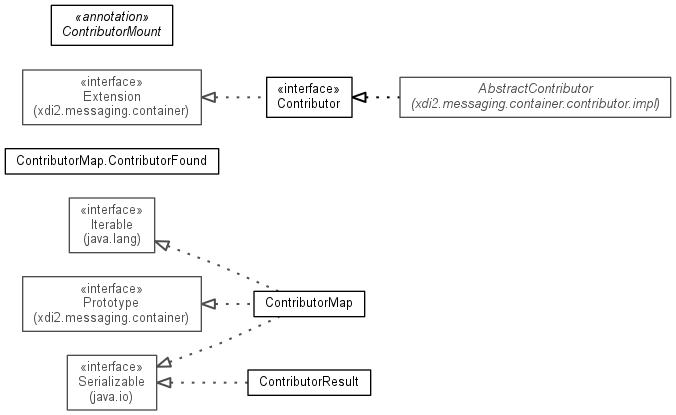 «annotation»
ContributorMount
«interface»
Extension
(xdi2.messaging.container)
«interface»
Contributor
AbstractContributor
(xdi2.messaging.container.contributor.impl)
ContributorMap.ContributorFound
«interface»
Iterable
(java.lang)
«interface»
Prototype
(xdi2.messaging.container)
ContributorMap
«interface»
Serializable
(java.io)
ContributorResult